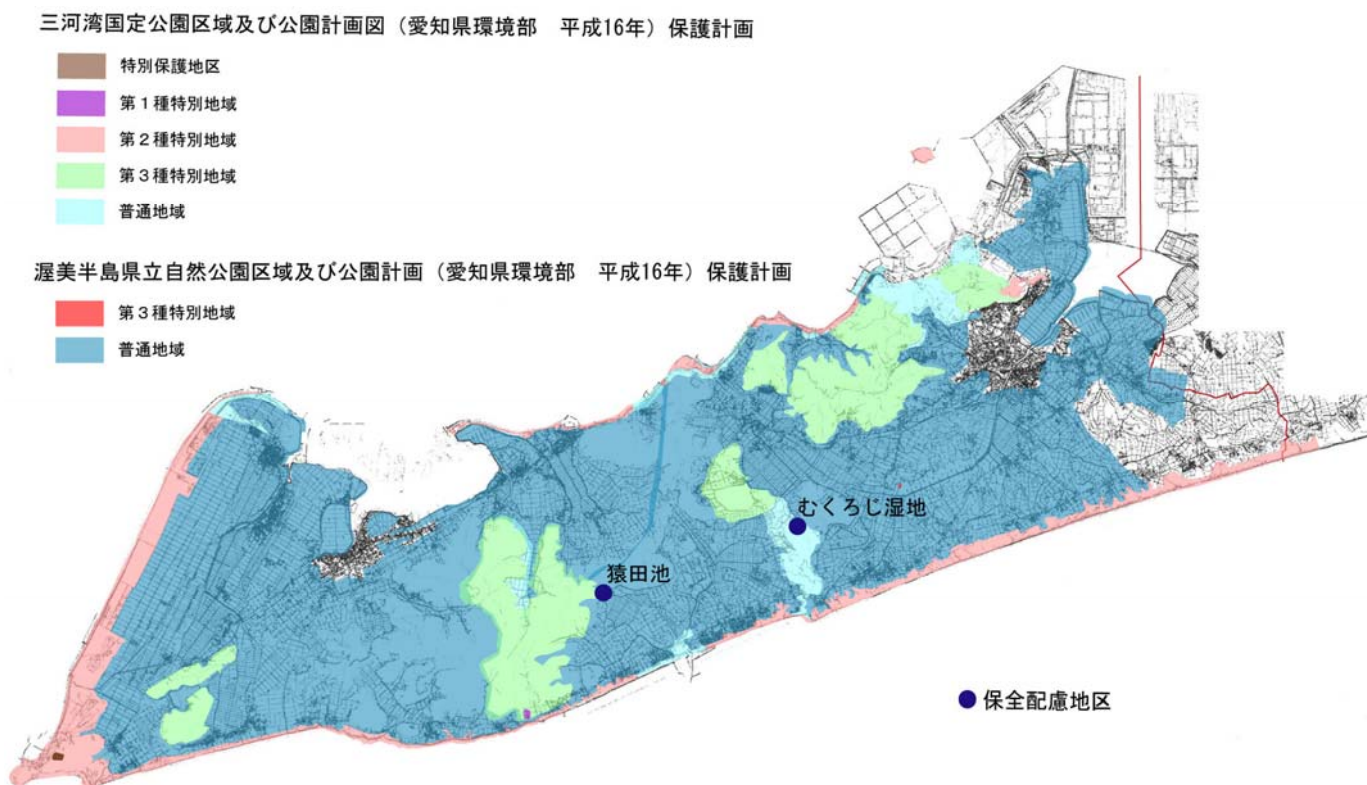 三河湾国定公園区域及び公園計画図（愛知県環境部　平成16年）保護計画
特別保護地区
第１種特別地域
第２種特別地域
第３種特別地域
普通地域
渥美半島県立自然公園区域及び公園計画（愛知県環境部　平成16年）保護計画
第３種特別地域
普通地域
むくろじ湿地
猿田池
保全配慮地区